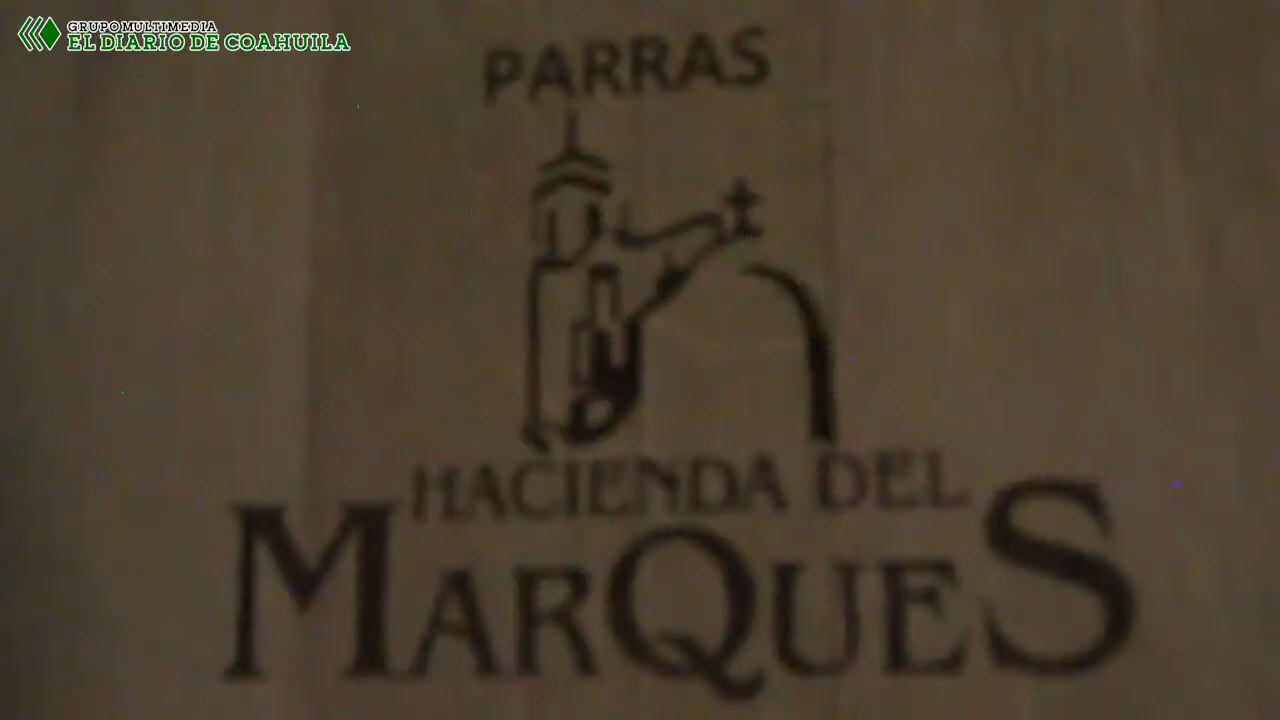 GRUPO MULTIMEDIA
EL DIARIO DE COAHUILA
PARRAS
HACIENDA DEL
MARQUES